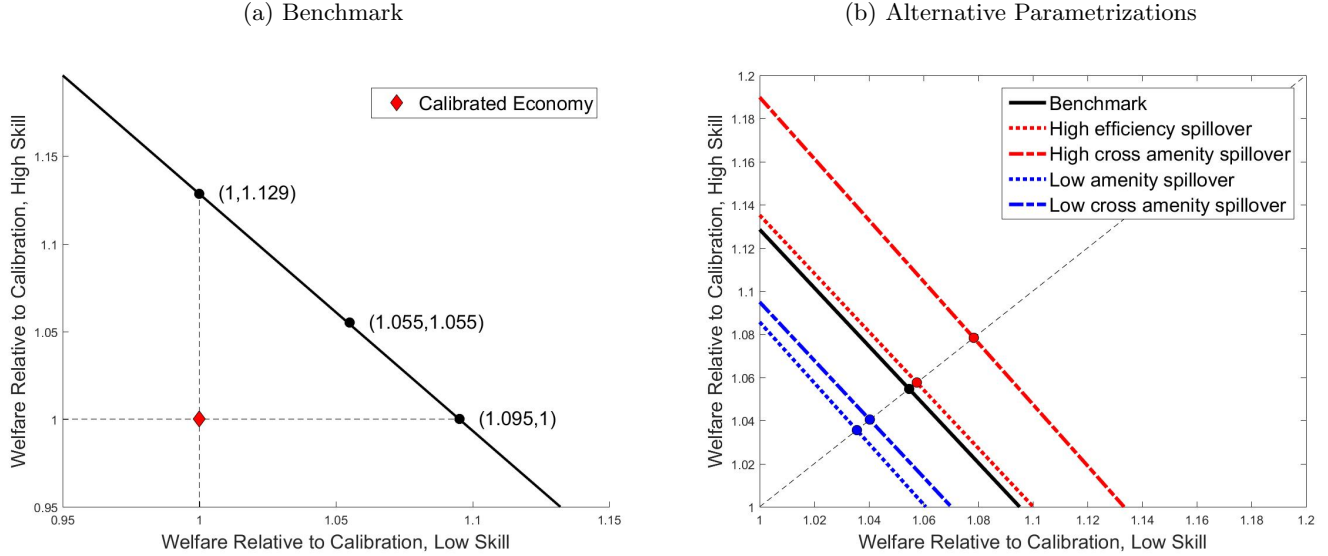 (a) Benchmark
Welfare Relative to Calibration, High Skill
1.15
1.1
1.05
1
0.95
Calibrated Economy
(1,1.129)
(1.055,1.055)
(1.095,1)
0.95
1
1.05
1.1
1.15
Welfare Relative to Calibration, Low Skill
(b) Alternative Parametrizations
Welfare Relative to Calibration, High Skill
1.2
1.18
1.16
1.14
1.12
1.1
1.08
1.06
1.04
1.02
1
Benchmark
High efficiency spillover
High cross amenity spillover
Low amenity spillover
Low cross amenity spillover
1
1.02
1.04
1.06
1.08
1.1
1.12
1.14
1.16
1.18
1.2
Welfare Relative to Calibration, Low Skill